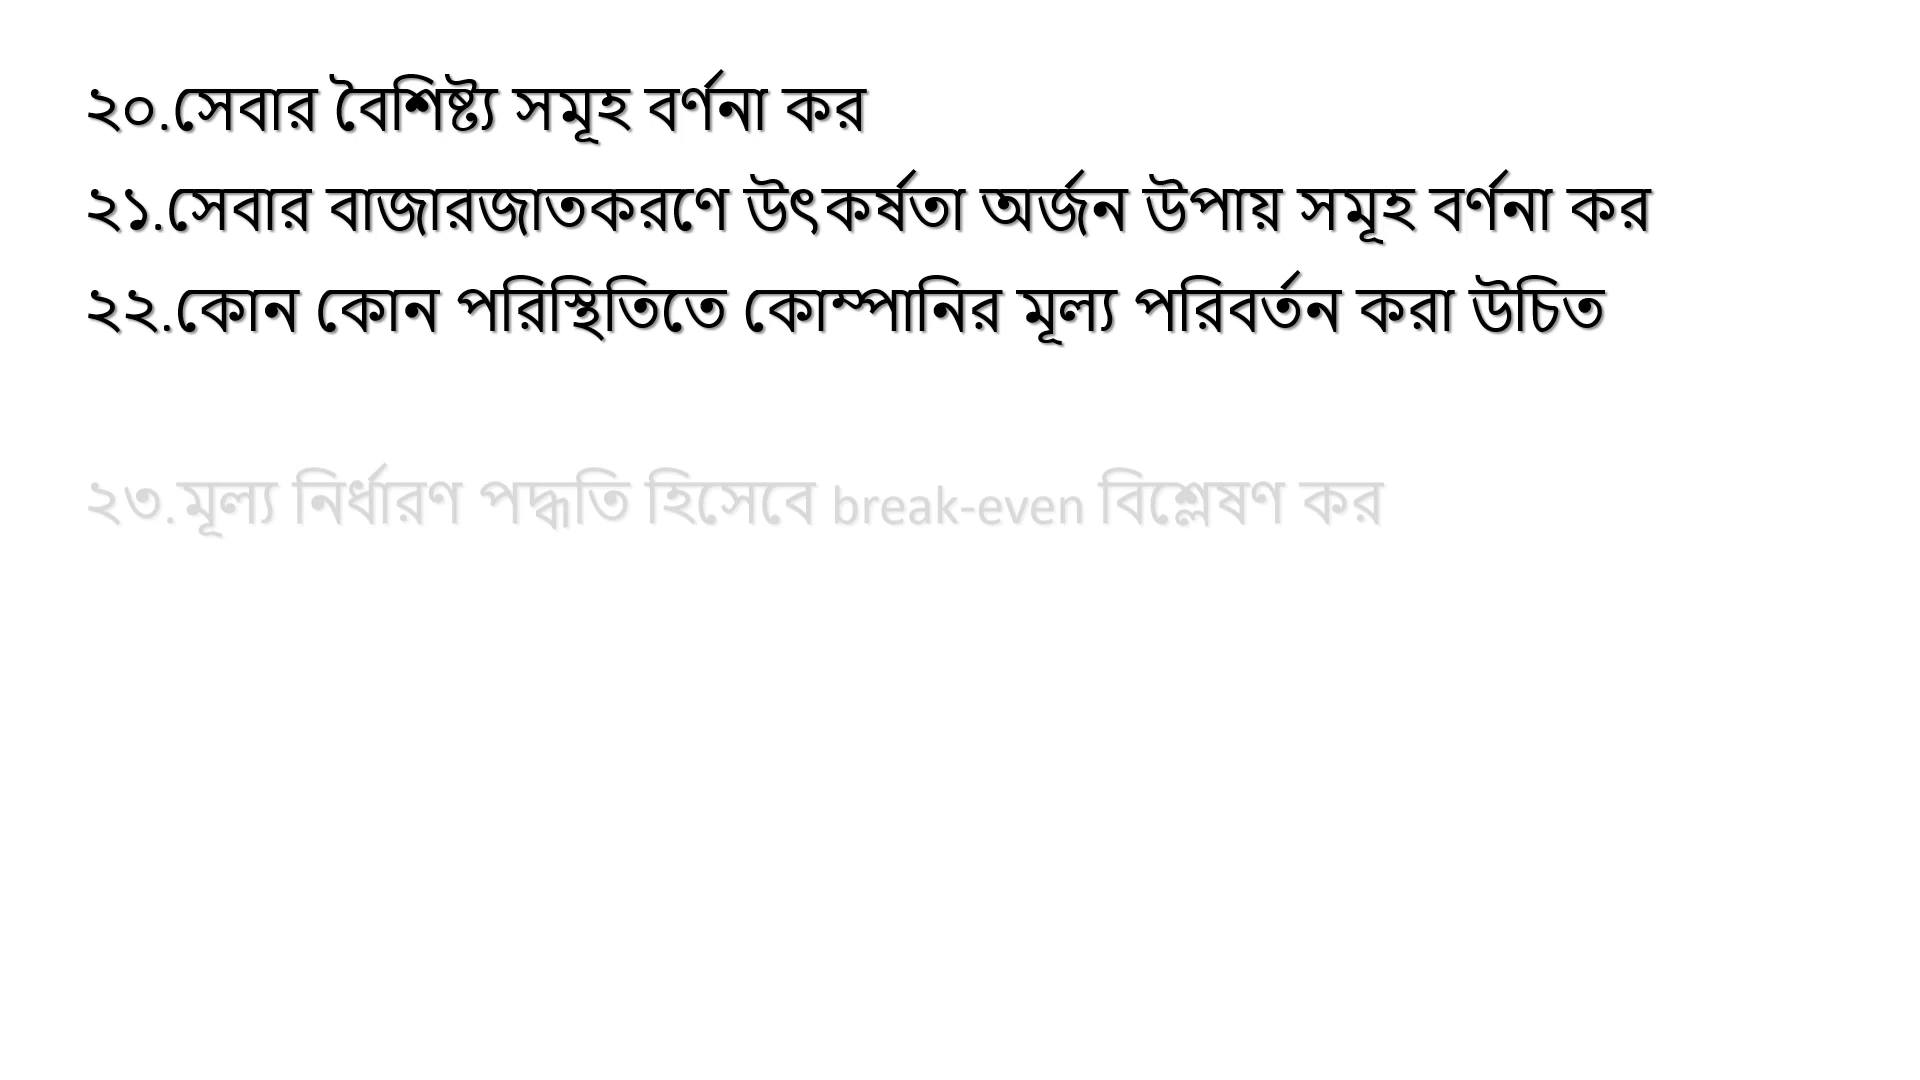 ২০.সেবার বৈশিষ্ট্য সমূহ বর্ণনা কর
২১.সেবার বাজারজাতকরণে উৎকর্ষতা অর্জন উপায় সমূহ বর্ণনা কর
২২.কোন কোন পরিস্থিতিতে কোম্পানির মূল্য পরিবর্তন করা উচিত
২৩.মূল্য নির্ধারণ পদ্ধতি হিসেবে break-even বিশ্লেষণ কর